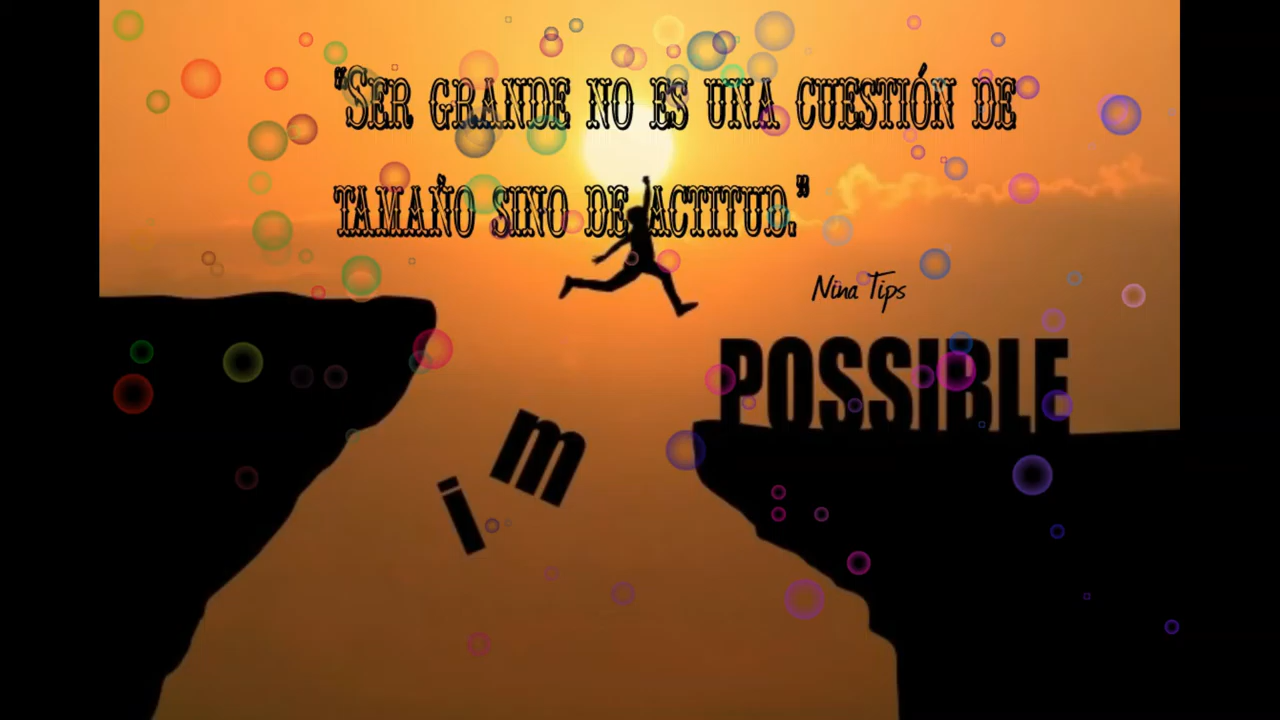 “Ser grande no es una cuestión de
tamaño sino de actitud.”
Nina Tips
POSSIBLE
im